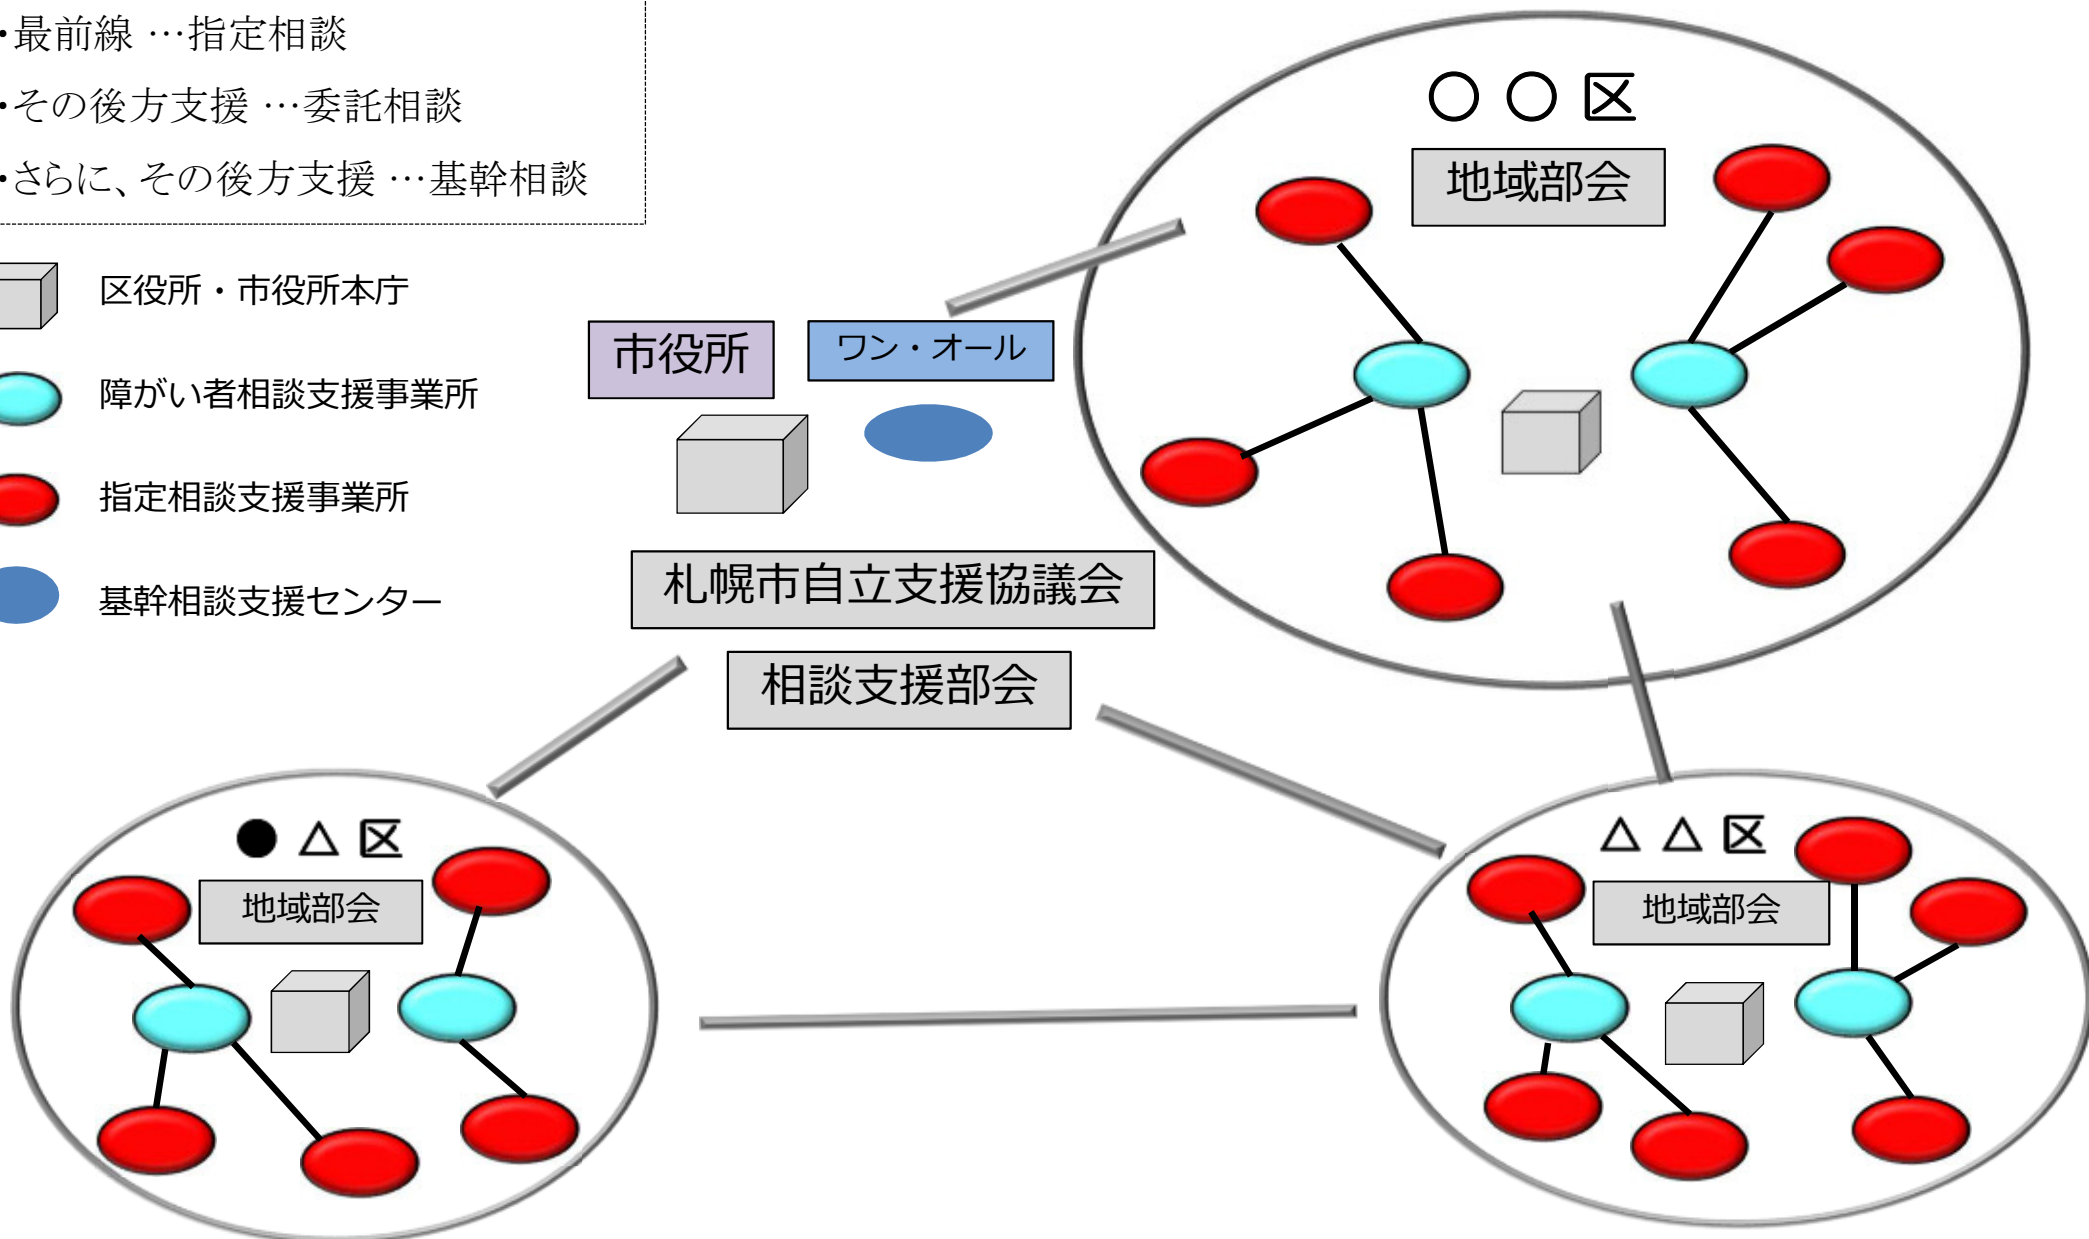 ・最前線 …指定相談
・その後方支援 …委託相談
・さらに、その後方支援 …基幹相談
区役所・市役所本庁
障がい者相談支援事業所
指定相談支援事業所
基幹相談支援センター
市役所
ワン・オール
札幌市自立支援協議会
相談支援部会
○○区
地域部会
●△区
地域部会
△△区
地域部会